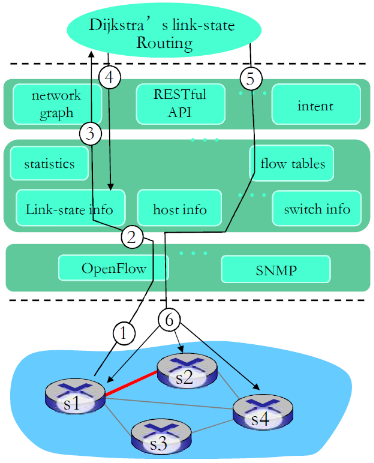 Dijkstra's link-state
Routing
4
5
network
graph
RESTful
API
intent
3
statistics
flow tables
Link-state info
host info
switch info
2
OpenFlow
SNMP
1
6
s2
s1
s4
s3